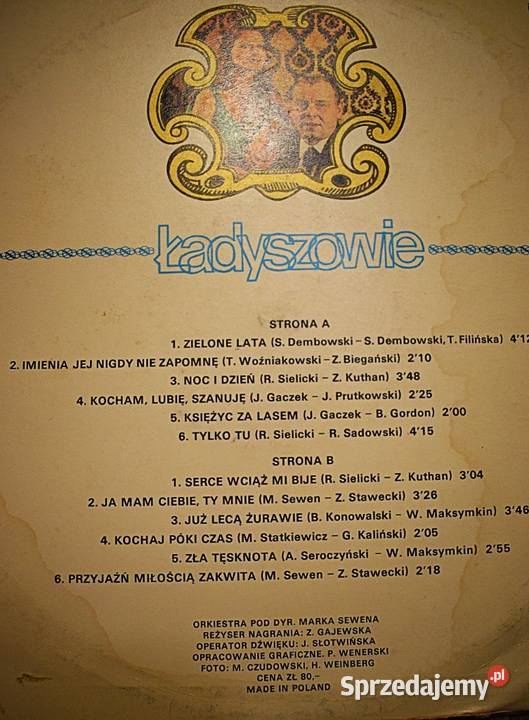 Ładyszowie
STRONA A
1. ZIELONE LATA (S. Dembowski – S. Dembowski, T. Filińska) 4'12
2. IMIENIA JEJ NIGDY NIE ZAPOMNĘ (T. Woźniakowski – Z. Biegański) 2'10
3. NOC I DZIEŃ (R. Sielicki – Z. Kuthan) 3'48
4. KOCHAM, LUBIĘ, SZANUJĘ (J. Gaczek – J. Prutkowski) 2'25
5. KSIĘŻYC ZA LASEM (J. Gaczek – B. Gordon) 2'00
6. TYLKO TU (R. Sielicki – R. Sadowski) 4'15
STRONA B
1. SERCE WCIĄŻ MI BIJE (R. Sielicki – Z. Kuthan) 3'04
2. JA MAM CIEBIE, TY MNIE (M. Sewen – Z. Stawecki) 3'26
3. JUŻ LECĄ ŻURAWIE (B. Konowalski – W. Maksymkin) 3'46
4. KOCHAJ PÓKI CZAS (M. Statkiewicz – G. Kaliński) 2'05
5. ZŁA TĘSKNOTA (A. Seroczyński – W. Maksymkin) 2'55
6. PRZYJAŹŃ MIŁOŚCIĄ ZAKWITA (M. Sewen – Z. Stawecki) 2'18
ORKIESTRA POD DYR. MARKA SEWENA
REŻYSER NAGRANIA: Z. GAJEWSKA
OPERATOR DŹWIĘKU: J. SŁOTWIŃSKA
OPRACOWANIE GRAFICZNE. P. WENERSKI
FOTO: M. CZUDOWSKI, H. WEINBERG
CENA ZŁ 80,–
MADE IN POLAND
Sprzedajemy.pl